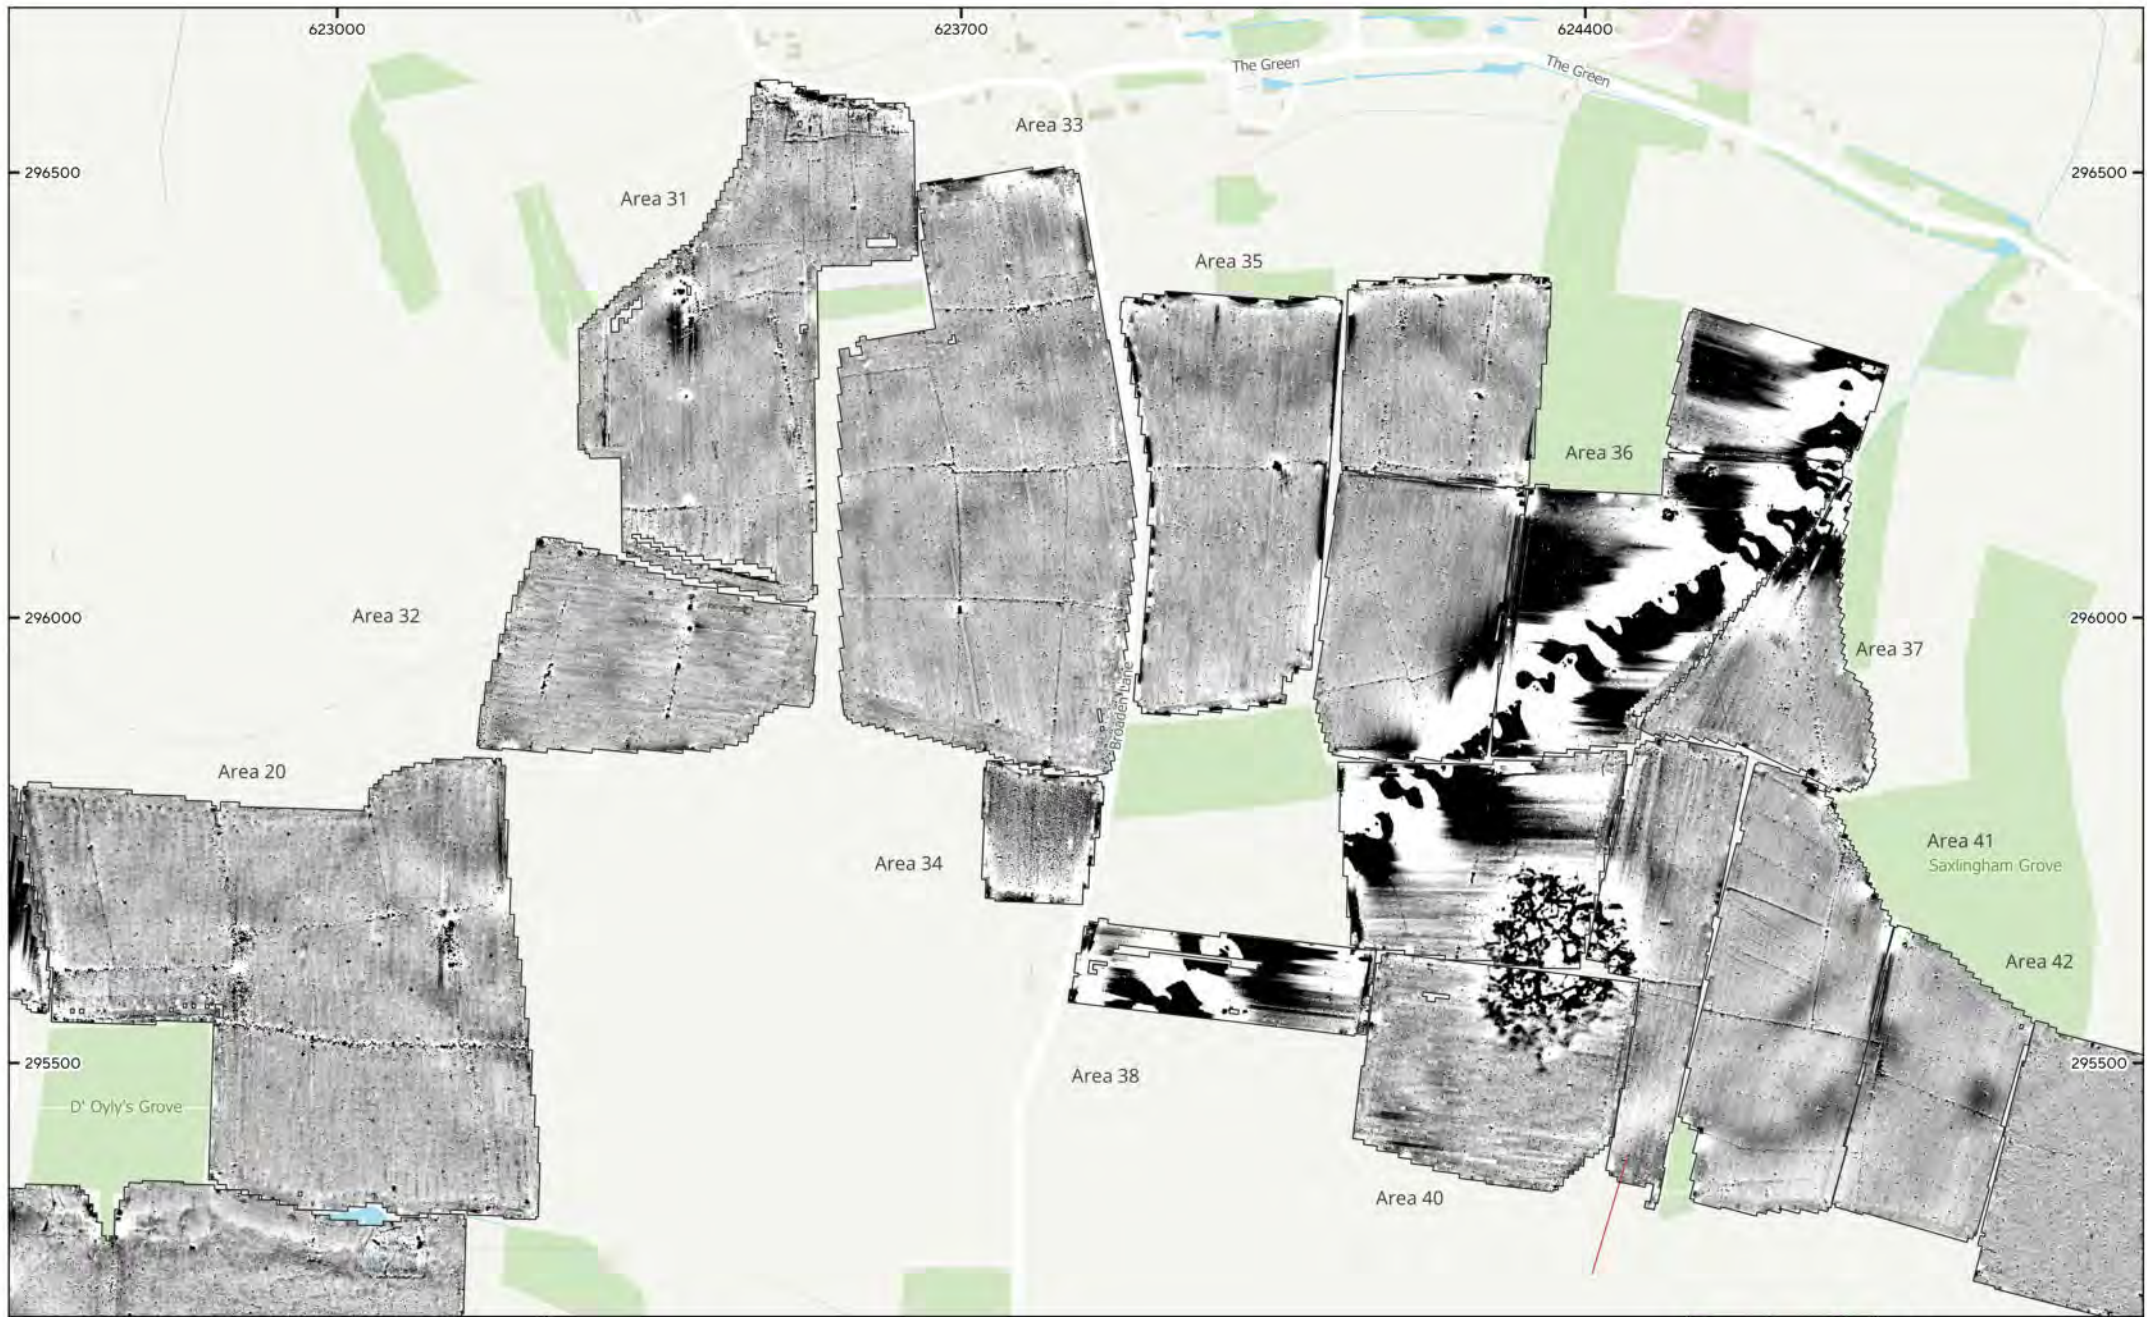 623000
623700
624400
The Green
The Green
Area 33
296500
296500
Area 31
Area 35
Area 36
296000
Area 32
296000
Area 37
Broaden Lane
Area 20
Area 34
Area 41
Saxlingham Grove
Area 42
295500
295500
Area 38
D' Oyly's Grove
Area 40